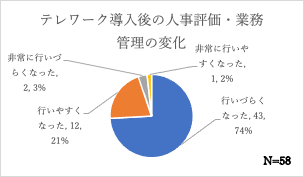 テレワーク導入後の人事評価・業務
管理の変化
非常に行いづ
らくなった,
2, 3%
非常に行いや
すくなった,
1, 2%
行いやすく
なった, 12,
21%
行いづらく
なった, 43,
74%
N=58